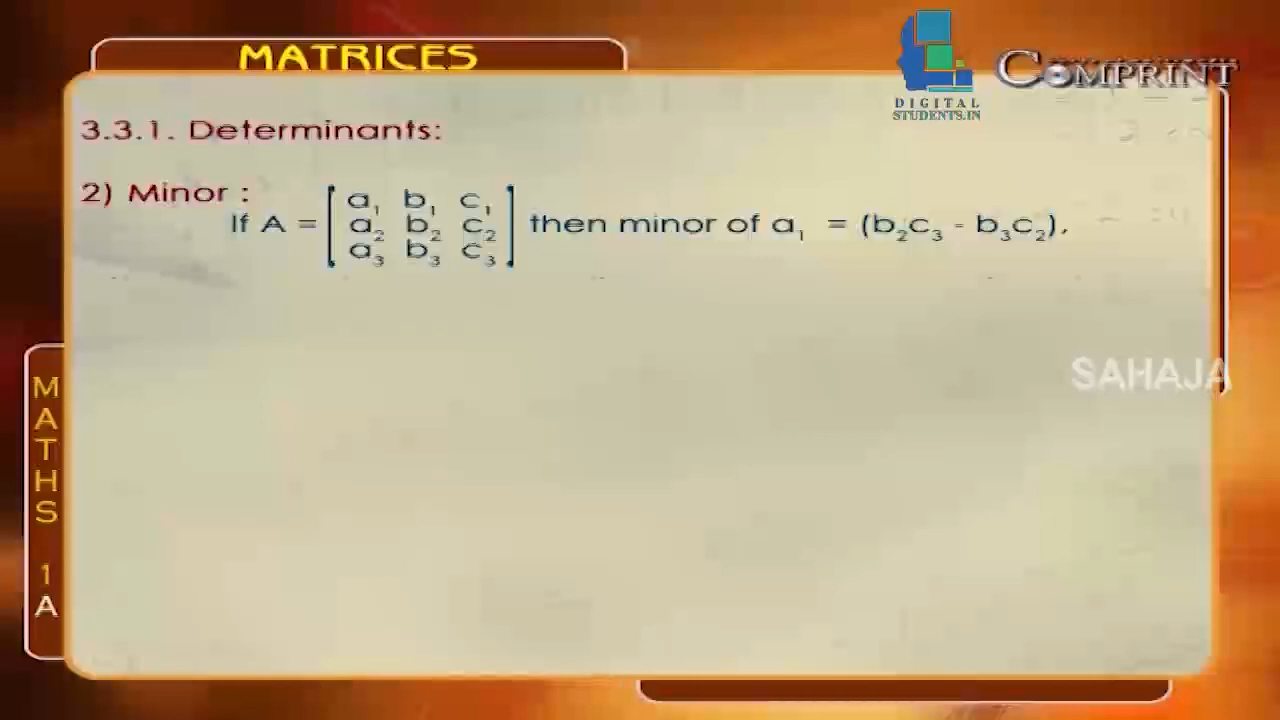 MATRICES
DIGITAL
STUDENTS.IN
COMPRINT
3.3.1. Determinants:
2) Minor :
If A = [ a₁ b₁ c₁
a₂ b₂ c₂
a₃ b₃ c₃ ] then minor of a₁ = (b₂c₃ - b₃c₂),
SAHAJA
MATHS 1A